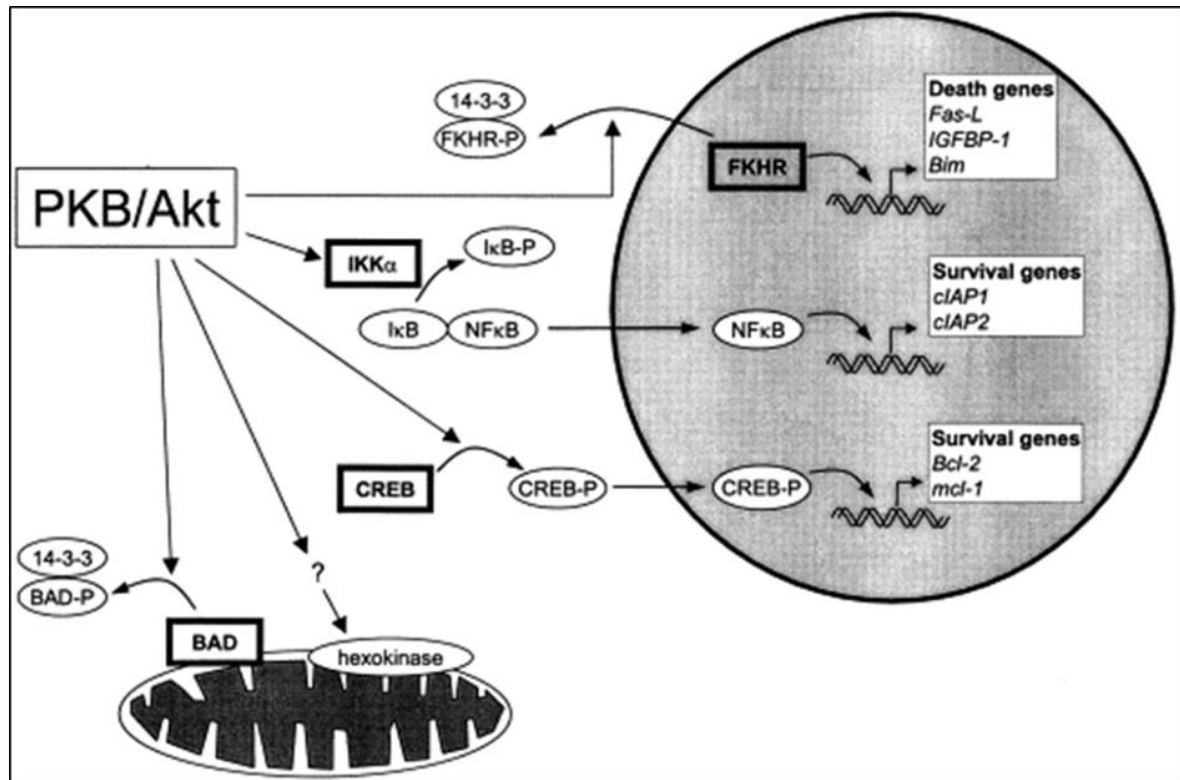 14-3-3
FKHR-P
PKB/Akt
FKHR
Death genes
Fas-L
IGFBP-1
Bim
IKKα
IκB-P
IκB
NFκB
NFκB
Survival genes
cIAP1
cIAP2
CREB
CREB-P
CREB-P
Survival genes
Bcl-2
mcl-1
14-3-3
BAD-P
?
BAD
hexokinase